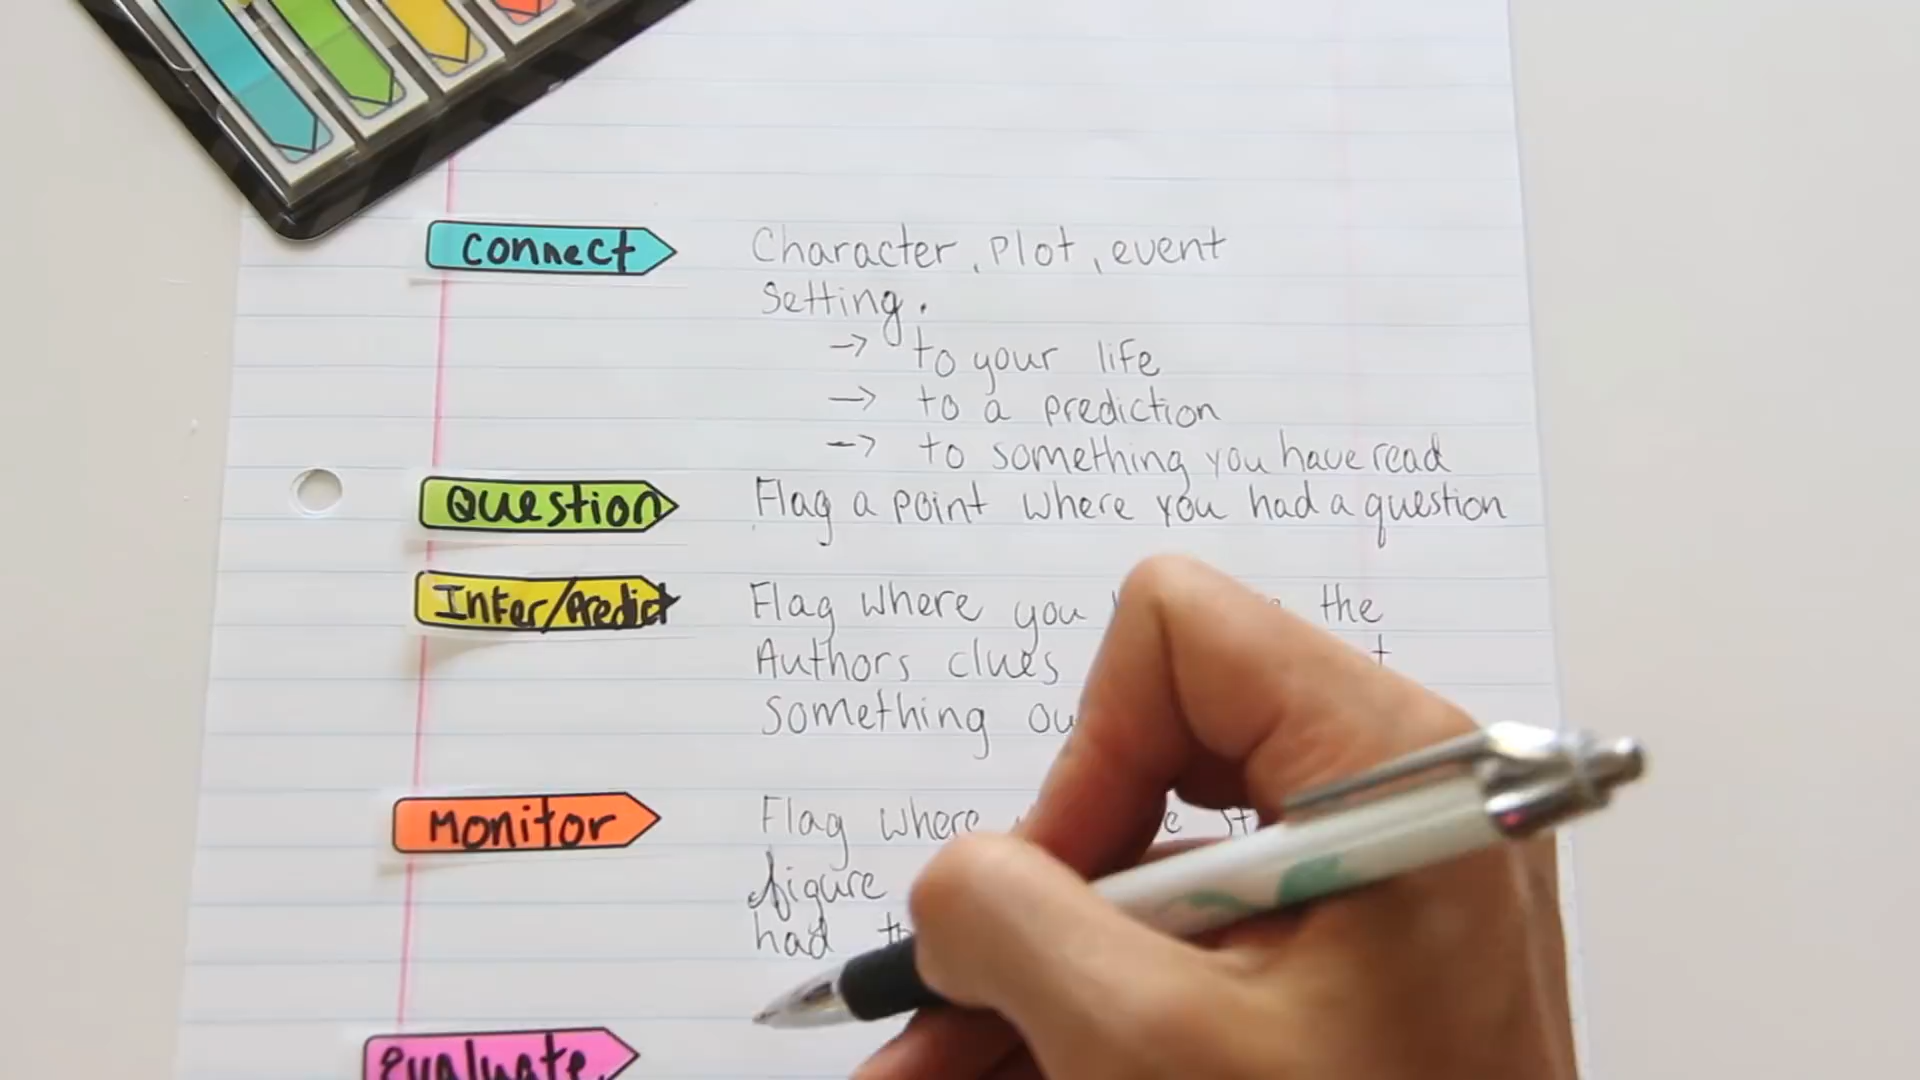 Connect
Character, Plot, event
Setting.
→ to your life
→ to a prediction
→ to something you have read
Question
Flag a point where you had a question
Infer/Predict
Flag where you the
Authors clues
something
Monitor
Flag where
figure
had
Evaluate